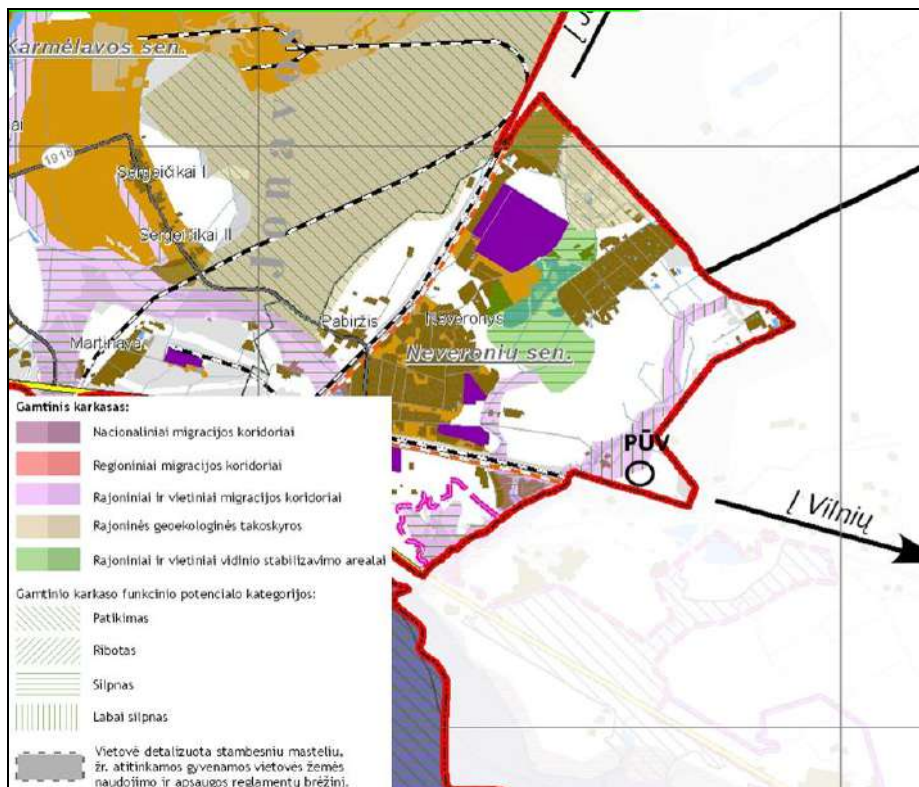 Karmėlavos sen.
Į J
Jonavos
ai
1918
Sergeičikai I
Sergeičikai II
Pabiržis
Neveronys
Martinava
Neveronių sen.
PŪV
Į Vilnių
Gamtinis karkasas:
Nacionaliniai migracijos koridoriai
Regioniniai migracijos koridoriai
Rajoniniai ir vietiniai migracijos koridoriai
Rajoninės geoekologinės takoskyros
Rajoniniai ir vietiniai vidinio stabilizavimo arealai
Gamtinio karkaso funkcinio potencialo kategorijos:
Patikimas
Ribotas
Silpnas
Labai silpnas
Vietovė detalizuota stambesniu masteliu,
žr. atitinkamos gyvenamos vietovės žemės
naudojimo ir apsaugos reglamentų brėžinį.